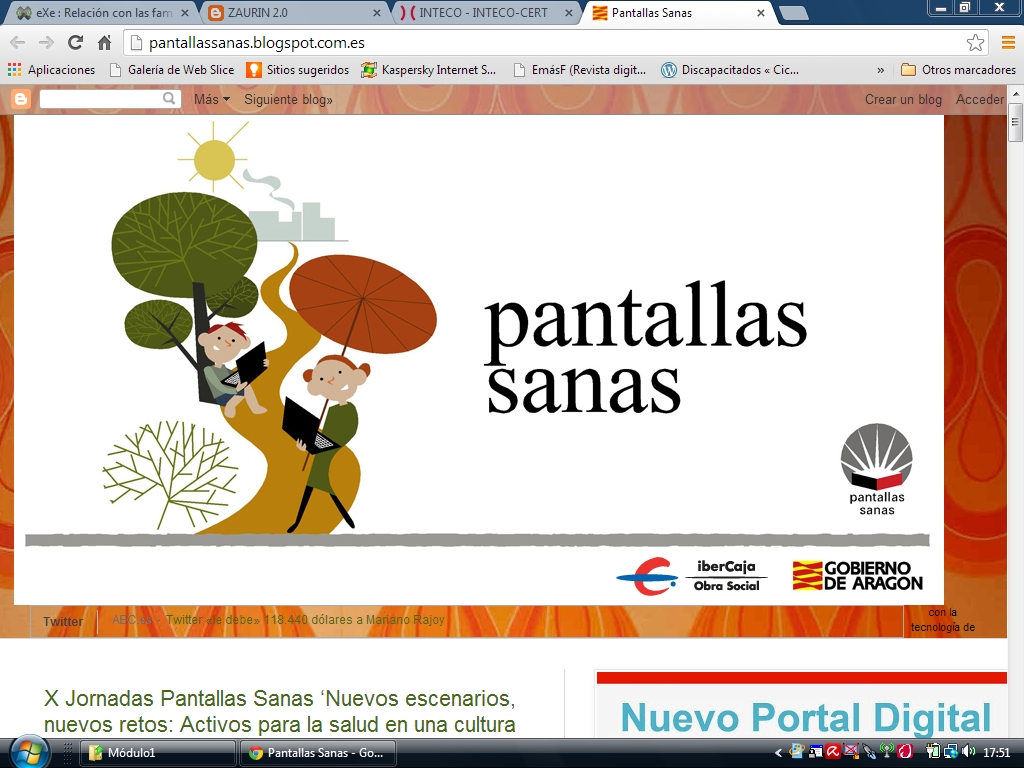 eXe : Relación con las fam
ZAURIN 2.0
INTECO - INTECO-CERT
Pantallas Sanas
pantallassanas.blogspot.com.es
Aplicaciones
Galería de Web Slice
Sitios sugeridos
Kaspersky Internet S...
EmásF (Revista digit...
Discapacitados « Cic...
»
Otros marcadores
Más
Siguiente blog»
Crear un blog
Acceder
pantallas
sanas
pantallas
sanas
iberCaja
Obra Social
GOBIERNO
DE ARAGON
Twitter
ABC.es - Twitter «le debe» 118.440 dólares a Mariano Rajoy
con la
tecnología de
X Jornadas Pantallas Sanas ‘Nuevos escenarios,
nuevos retos: Activos para la salud en una cultura
Nuevo Portal Digital
Módulo1
Pantallas Sanas - Go...
17:51